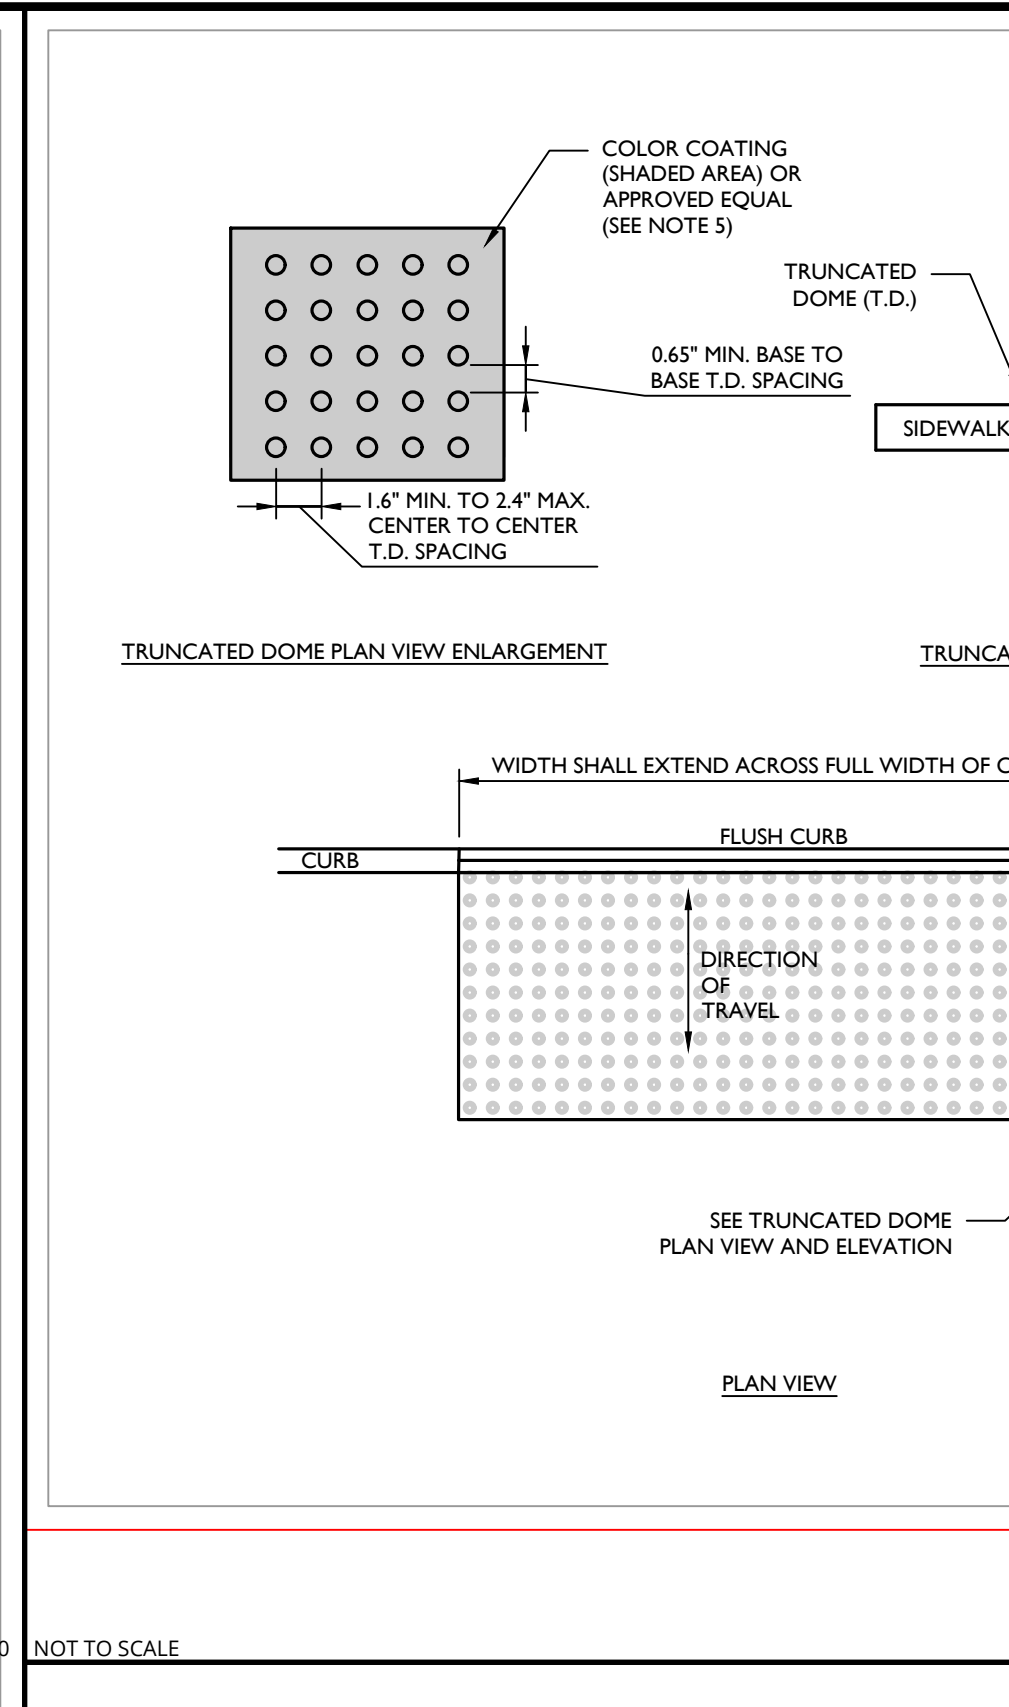 COLOR COATING
(SHADED AREA) OR
APPROVED EQUAL
(SEE NOTE 5)
TRUNCATED
DOME (T.D.)
0.65" MIN. BASE TO
BASE T.D. SPACING
SIDEWALK
1.6" MIN. TO 2.4" MAX.
CENTER TO CENTER
T.D. SPACING
TRUNCATED DOME PLAN VIEW ENLARGEMENT
TRUNCA
WIDTH SHALL EXTEND ACROSS FULL WIDTH OF C
FLUSH CURB
CURB
DIRECTION
OF
TRAVEL
SEE TRUNCATED DOME
PLAN VIEW AND ELEVATION
PLAN VIEW
0 NOT TO SCALE